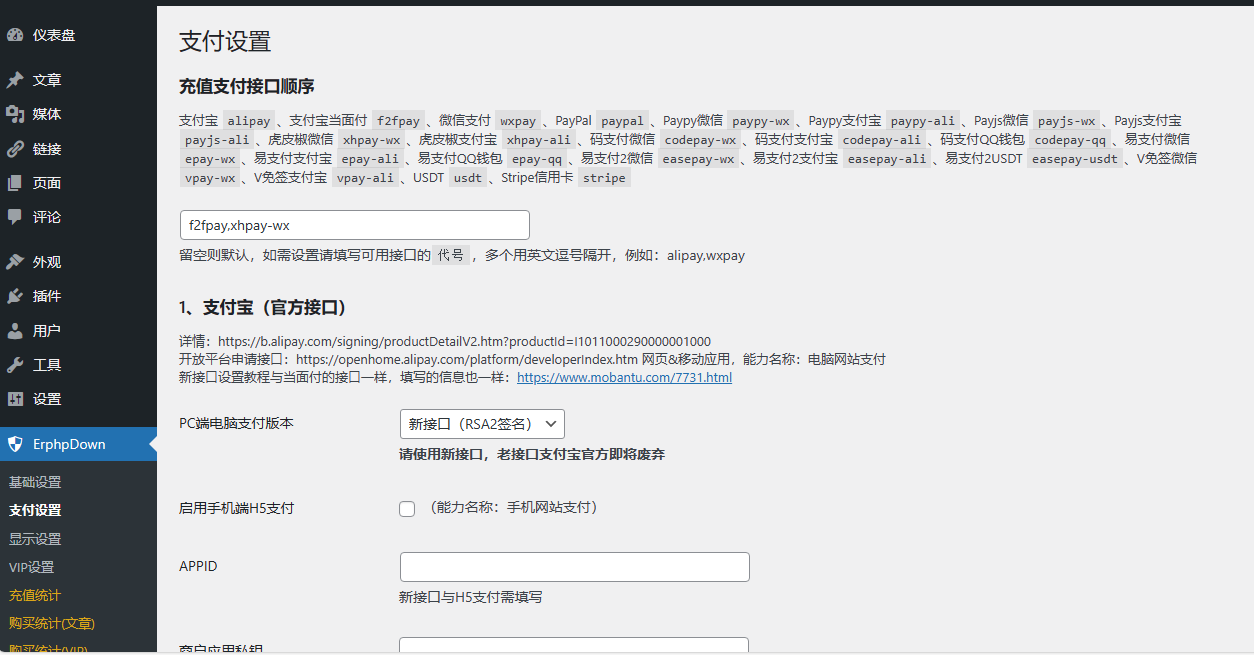 仪表盘
文章
媒体
链接
页面
评论
外观
插件
用户
工具
设置
ErphpDown
基础设置
支付设置
显示设置
VIP设置
充值统计
购买统计(文章)
购买统计(VIP)
支付设置
充值支付接口顺序
支付宝 alipay 、支付宝当面付 f2fpay 、微信支付 wxpay 、PayPal paypal 、Paypy微信 paypy-wx 、Paypy支付宝 paypy-ali 、Payjs微信 payjs-wx 、Payjs支付宝
payjs-ali 、虎皮椒微信 xhpay-wx 、虎皮椒支付宝 xhpay-ali 、码支付微信 codepay-wx 、码支付支付宝 codepay-ali 、码支付QQ钱包 codepay-qq 、易支付微信
epay-wx 、易支付支付宝 epay-ali 、易支付QQ钱包 epay-qq 、易支付2微信 easepay-wx 、易支付2支付宝 easepay-ali 、易支付2USDT easepay-usdt 、V免签微信
vpay-wx 、V免签支付宝 vpay-ali 、USDT usdt 、Stripe信用卡 stripe
f2fpay,xhpay-wx
留空则默认，如需设置请填写可用接口的 代号 ，多个用英文逗号隔开，例如：alipay,wxpay
1、支付宝（官方接口）
详情：https://b.alipay.com/signing/productDetailV2.htm?productId=I1011000290000001000
开放平台申请接口：https://openhome.alipay.com/platform/developerIndex.htm 网页&移动应用，能力名称：电脑网站支付
新接口设置教程与当面付的接口一样，填写的信息也一样：https://www.mobantu.com/7731.html
PC端电脑支付版本
新接口（RSA2签名）
请使用新接口，老接口支付宝官方即将废弃
启用手机端H5支付
（能力名称：手机网站支付）
APPID
新接口与H5支付需填写
商户应用私钥